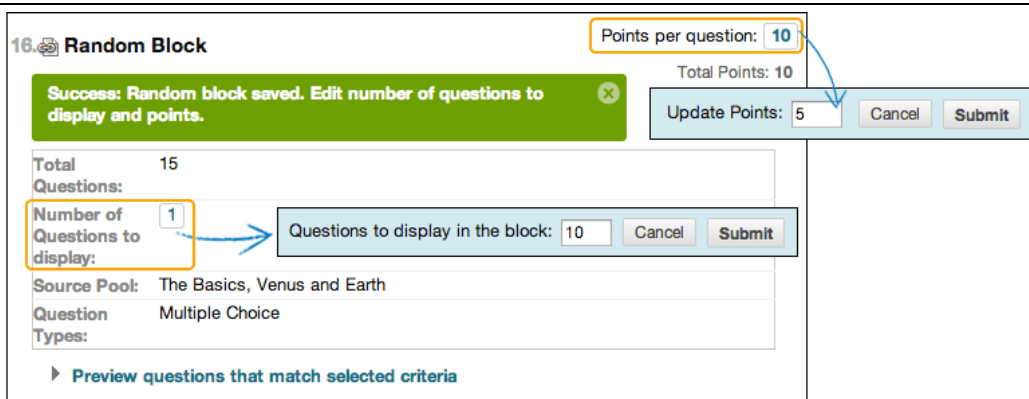 16. Random Block
Points per question: 10
Total Points: 10
Success: Random block saved. Edit number of questions to
display and points.
Update Points: 5 Cancel Submit
Total
Questions:
15
Number of
Questions to
display:
1
Questions to display in the block: 10 Cancel Submit
Source Pool: The Basics, Venus and Earth
Question
Types:
Multiple Choice
Preview questions that match selected criteria